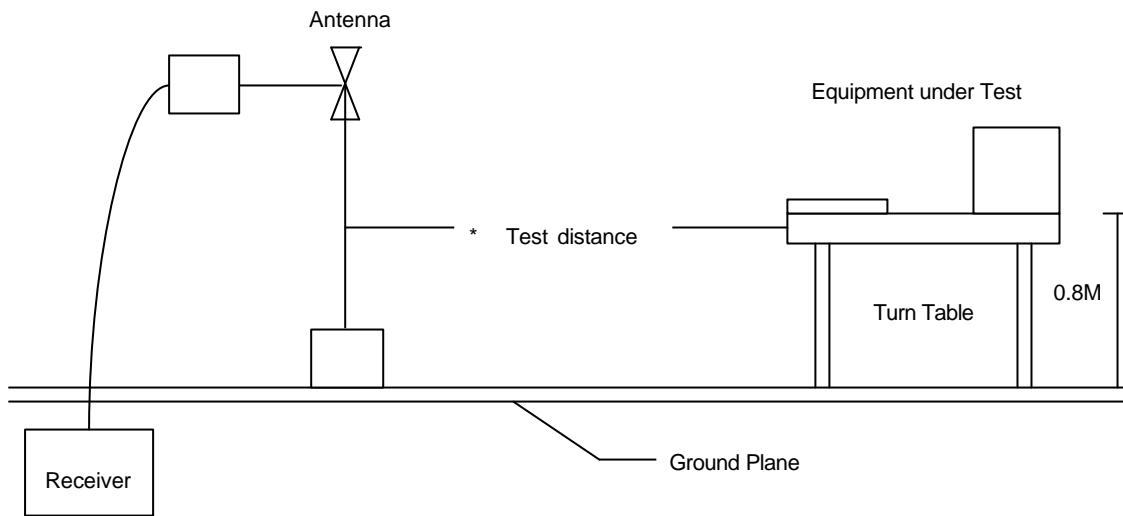 Antenna
Equipment under Test
* Test distance
0.8M
Turn Table
Ground Plane
Receiver